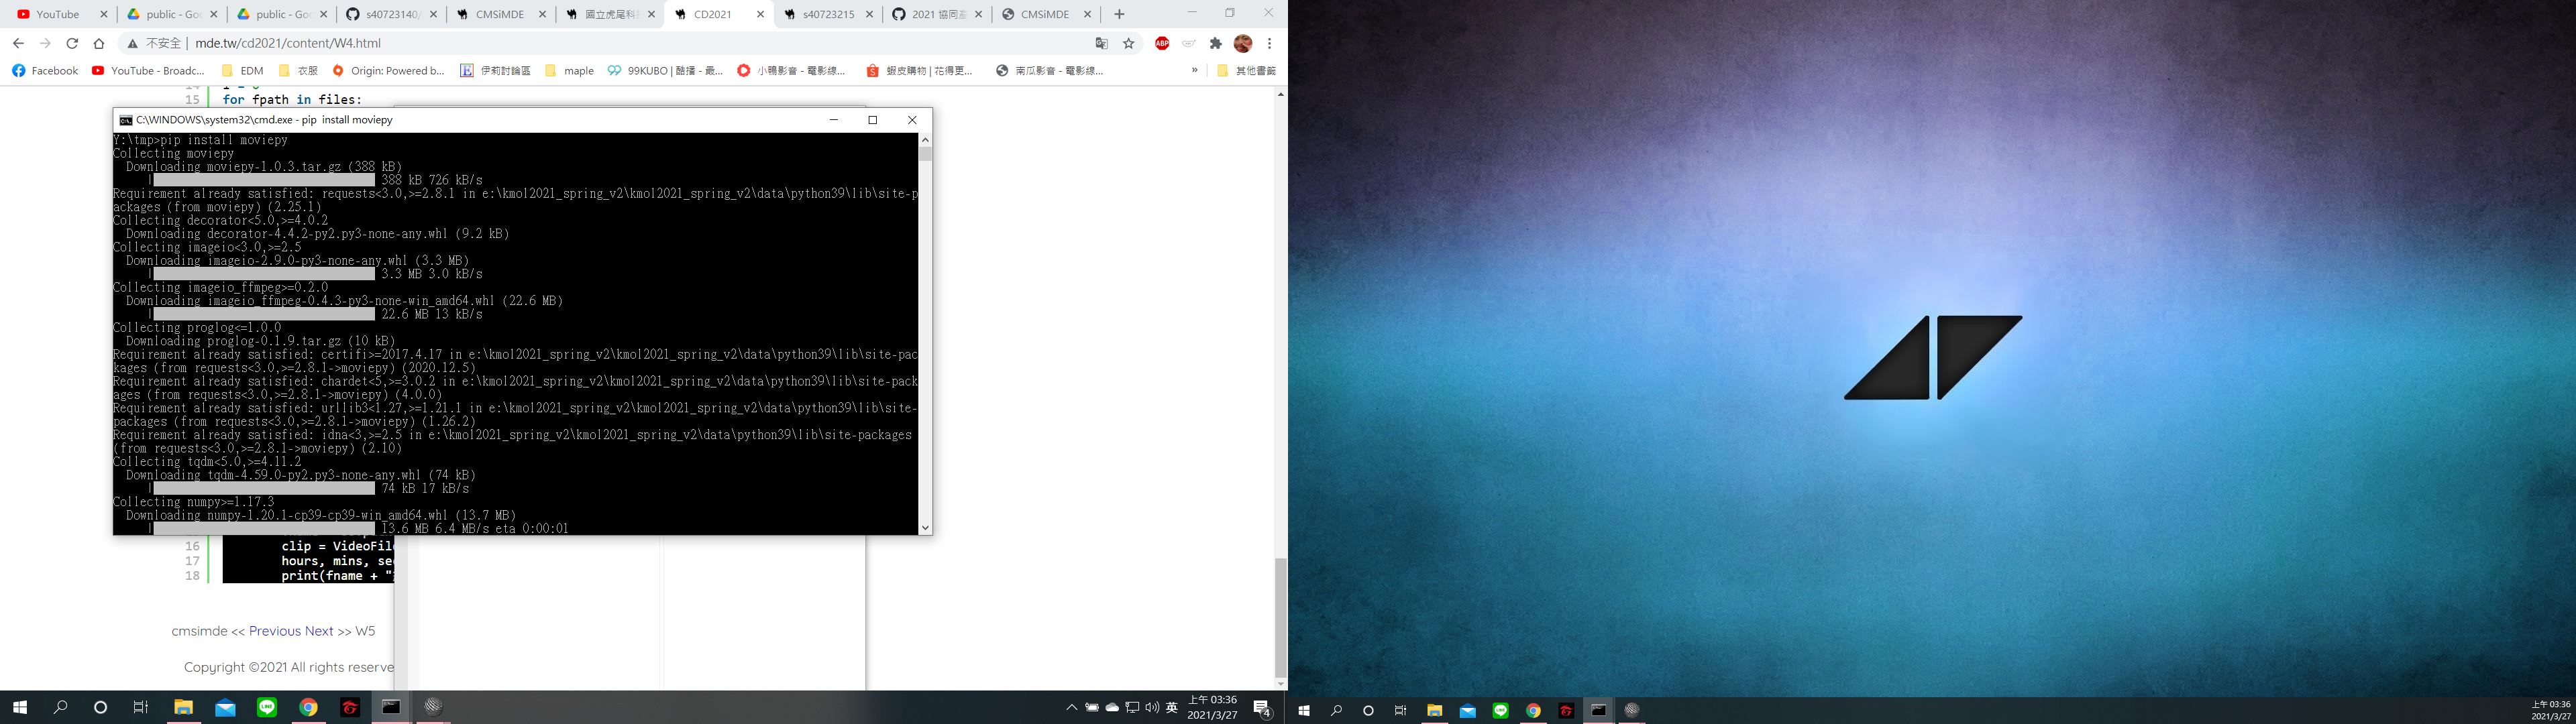 YouTube
public - Goo
public - Goo
s40723140/
CMSiMDE
國立虎尾科
CD2021
s40723215
2021 協同產
CMSiMDE
不安全 | mde.tw/cd2021/content/W4.html
Facebook
YouTube - Broadc...
EDM
衣服
Origin: Powered b...
伊莉討論區
maple
99KUBO | 酷播 - 嚴...
小鴨影音 - 電影線...
蝦皮購物 | 花得更...
南瓜影音 - 電影線...
»
其他書籤
15 for fpath in files:
C:\WINDOWS\system32\cmd.exe - pip install moviepy
Y:\tmp>pip install moviepy
Collecting moviepy
Downloading moviepy-1.0.3.tar.gz (388 kB)
| 388 kB 726 kB/s
Requirement already satisfied: requests<3.0,>=2.8.1 in e:\kmol2021_spring_v2\kmol2021_spring_v2\data\python39\lib\site-p
ackages (from moviepy) (2.25.1)
Collecting decorator<5.0,>=4.0.2
Downloading decorator-4.4.2-py2.py3-none-any.whl (9.2 kB)
Collecting imageio<3.0,>=2.5
Downloading imageio-2.9.0-py3-none-any.whl (3.3 MB)
| 3.3 MB 3.0 kB/s
Collecting imageio_ffmpeg>=0.2.0
Downloading imageio_ffmpeg-0.4.3-py3-none-win_amd64.whl (22.6 MB)
| 22.6 MB 13 kB/s
Collecting proglog<=1.0.0
Downloading proglog-0.1.9.tar.gz (10 kB)
Requirement already satisfied: certifi>=2017.4.17 in e:\kmol2021_spring_v2\kmol2021_spring_v2\data\python39\lib\site-pac
kages (from requests<3.0,>=2.8.1->moviepy) (2020.12.5)
Requirement already satisfied: chardet<5,>=3.0.2 in e:\kmol2021_spring_v2\kmol2021_spring_v2\data\python39\lib\site-pack
ages (from requests<3.0,>=2.8.1->moviepy) (4.0.0)
Requirement already satisfied: urllib3<1.27,>=1.21.1 in e:\kmol2021_spring_v2\kmol2021_spring_v2\data\python39\lib\site-
packages (from requests<3.0,>=2.8.1->moviepy) (1.26.2)
Requirement already satisfied: idna<3,>=2.5 in e:\kmol2021_spring_v2\kmol2021_spring_v2\data\python39\lib\site-packages
(from requests<3.0,>=2.8.1->moviepy) (2.10)
Collecting tqdm<5.0,>=4.11.2
Downloading tqdm-4.59.0-py2.py3-none-any.whl (74 kB)
| 74 kB 17 kB/s
Collecting numpy>=1.17.3
Downloading numpy-1.20.1-cp39-cp39-win_amd64.whl (13.7 MB)
| 13.6 MB 6.4 MB/s eta 0:00:01
16 clip = VideoFile
17 hours, mins, sec
18 print(fname + "
cmsimde << Previous Next >> W5
Copyright ©2021 All rights reserve
英
上午 03:36
2021/3/27
4
上午 03:36
2021/3/27